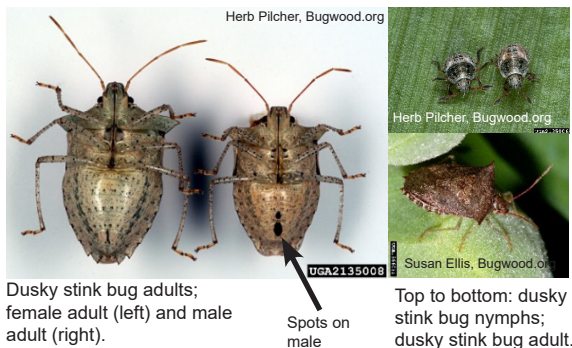 Herb Pilcher, Bugwood.org
UGA2135008
Dusky stink bug adults;
female adult (left) and male
adult (right).
Spots on
male
Herb Pilcher, Bugwood.org
Susan Ellis, Bugwood.org
Top to bottom: dusky
stink bug nymphs;
dusky stink bug adult.